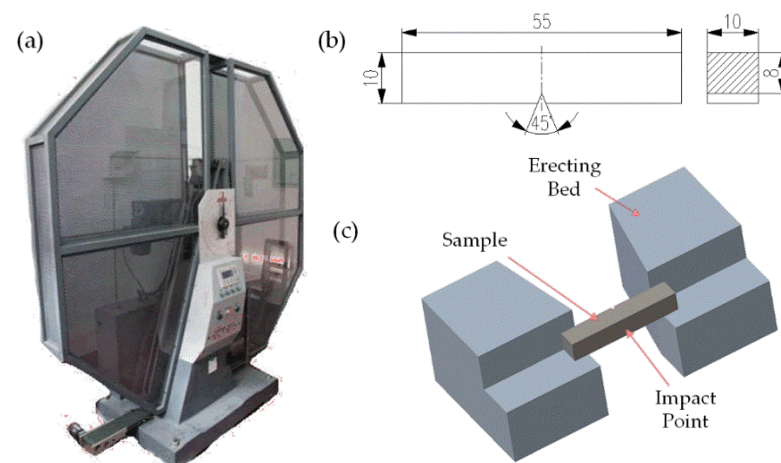 (a)
(b)
55
10
10
8
45°
(c)
Erecting
Bed
Sample
Impact
Point